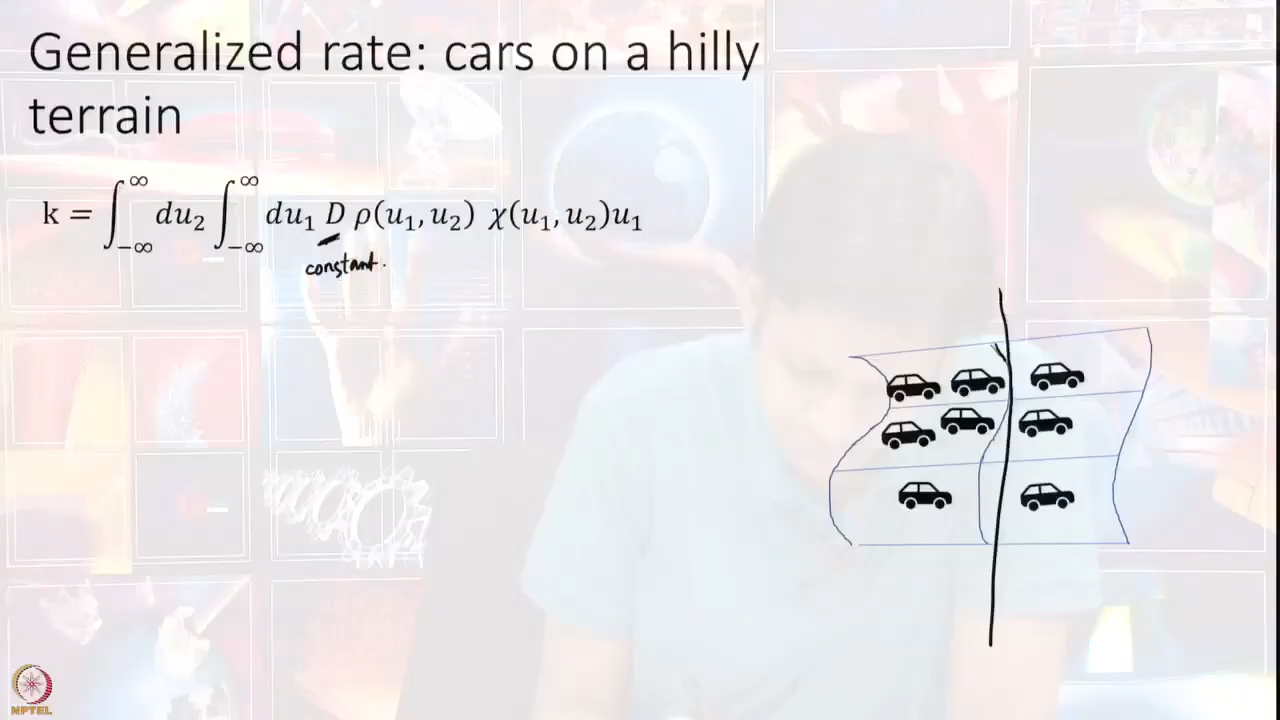 Generalized rate: cars on a hilly
terrain
k = ∫_{-∞}^{∞} du₂ ∫_{-∞}^{∞} du₁ D ρ(u₁, u₂) χ(u₁, u₂)u₁
constant.
NPTEL